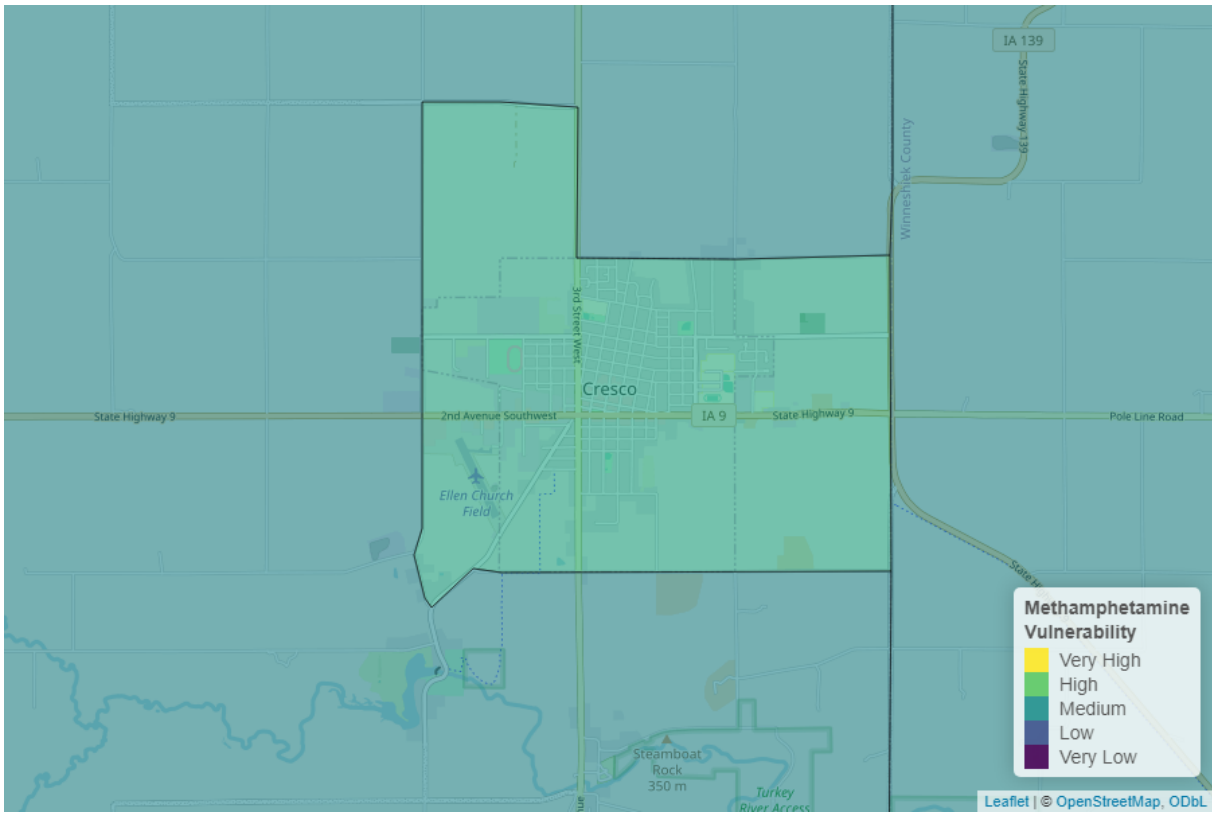 IA 139
State Highway 139
Winneshiek County
3rd Street West
Cresco
State Highway 9
2nd Avenue Southwest
IA 9
State Highway 9
Pole Line Road
Ellen Church
Field
Steamboat
Rock
350 m
Turkey
River Access
Methamphetamine
Vulnerability
Very High
High
Medium
Low
Very Low
Leaflet | © OpenStreetMap, ODbL